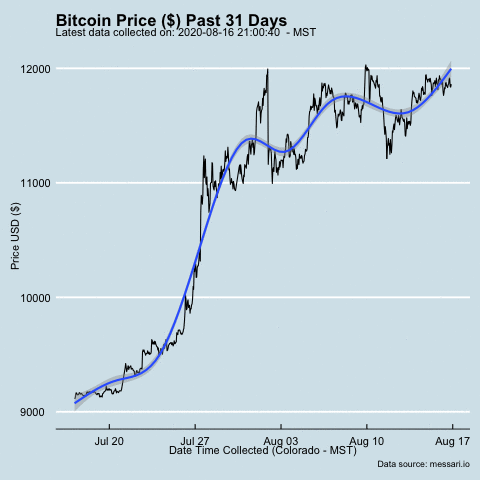 Bitcoin Price ($) Past 31 Days
Latest data collected on: 2020-08-16 21:00:40 - MST
12000
11000
10000
9000
Price USD ($)
Jul 20 Jul 27 Aug 03 Aug 10 Aug 17
Date Time Collected (Colorado - MST)
Data source: messari.io